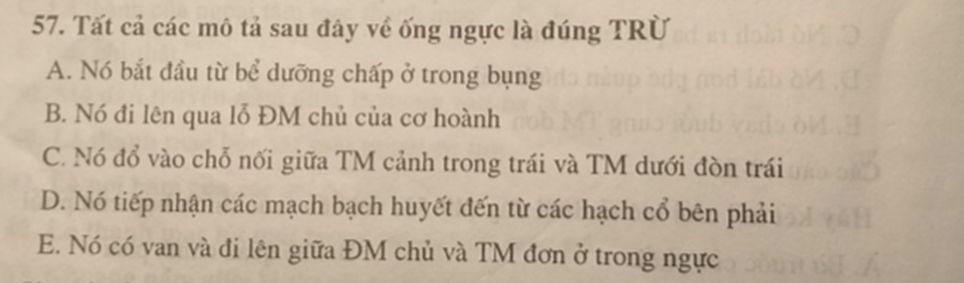 57. Tất cả các mô tả sau đây về ống ngực là đúng TRỪ
A. Nó bắt đầu từ bể dưỡng chấp ở trong bụng
B. Nó đi lên qua lỗ ĐM chủ của cơ hoành
C. Nó đổ vào chỗ nối giữa TM cảnh trong trái và TM dưới đòn trái
D. Nó tiếp nhận các mạch bạch huyết đến từ các hạch cổ bên phải
E. Nó có van và đi lên giữa ĐM chủ và TM đơn ở trong ngực